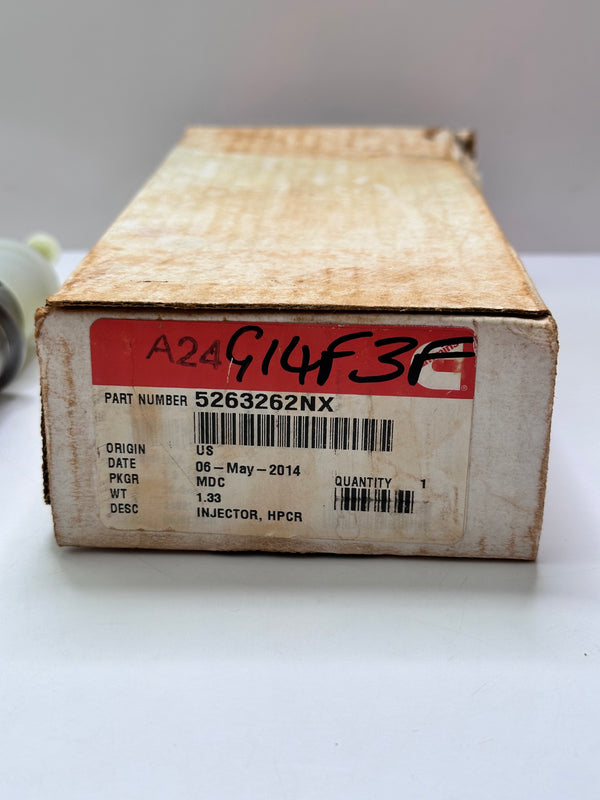 A24 G14F3F
PART NUMBER 5263262NX
ORIGIN US
DATE 06-May-2014
PKGR MDC
QUANTITY 1
WT 1.33
DESC INJECTOR, HPCR